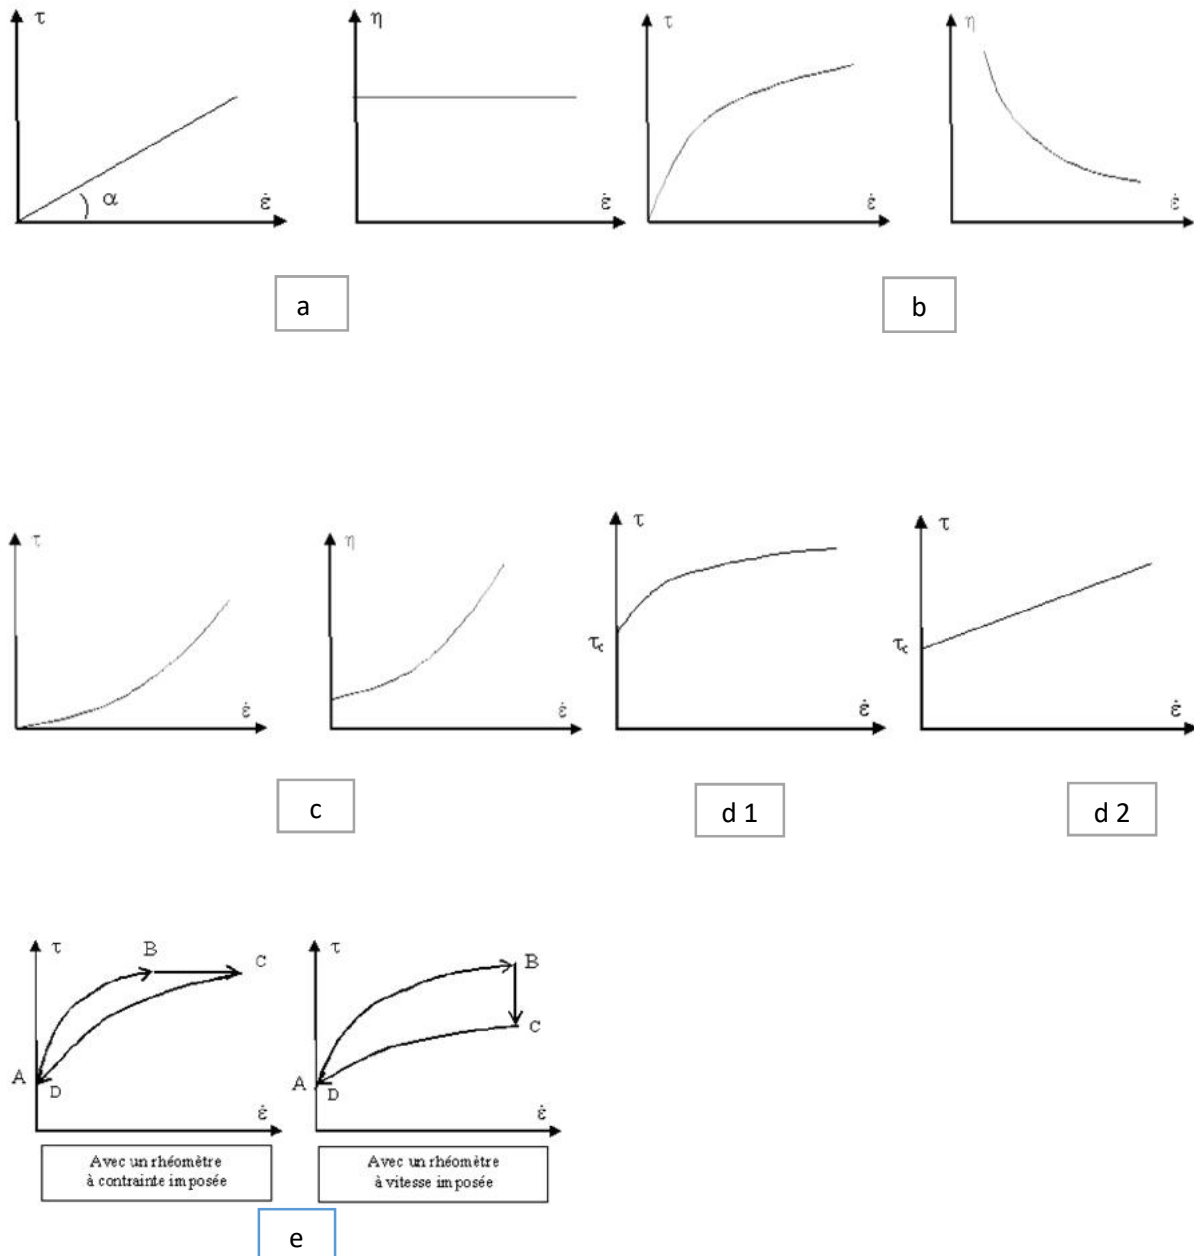 τ
η
τ
η
α
ε̇
ε̇
ε̇
ε̇
a
b
τ
η
τ
τ
τc
τc
ε̇
ε̇
ε̇
ε̇
c
d 1
d 2
τ
B
C
A
D
ε̇
τ
B
C
A
D
ε̇
Avec un rhéomètre
à contrainte imposée
Avec un rhéomètre
à vitesse imposée
e